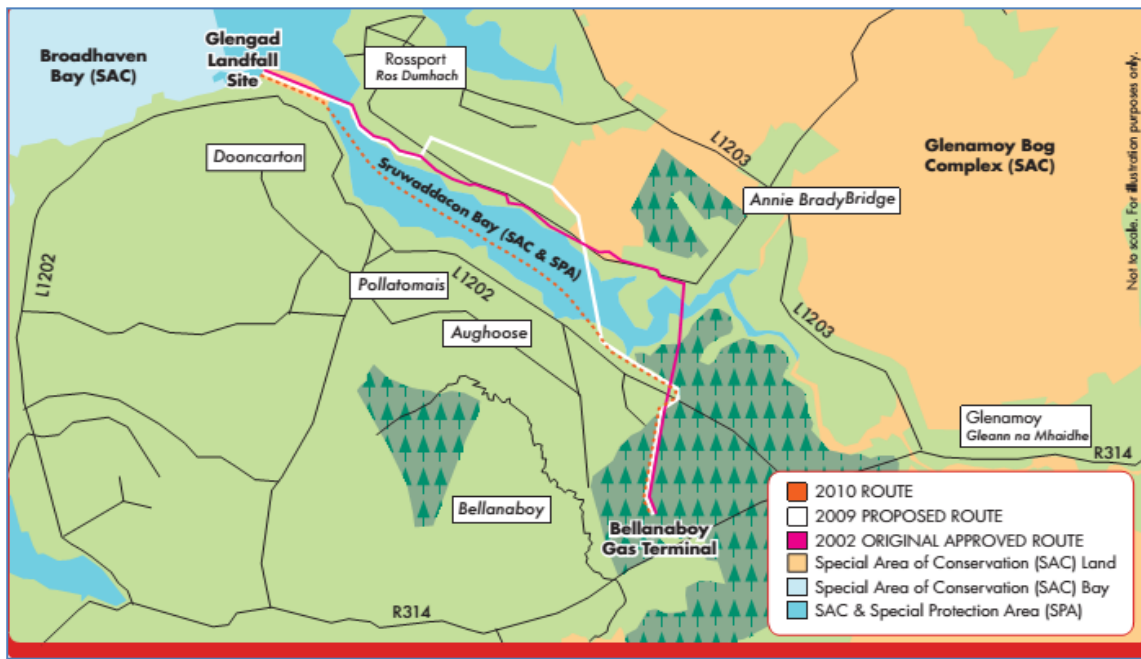 Glengad
Landfall
Site
Broadhaven
Bay (SAC)
Rossport
Ros Dumhach
L1203
Glenamoy Bog
Complex (SAC)
Not to scale. For illustration purposes only.
Dooncarton
Sruwaddacon Bay (SAC & SPA)
Annie BradyBridge
L1202
Pollatomais
L1202
Aughoose
L1203
Glenamoy
Gleann na Mhaidhe
R314
Bellanaboy
Bellanaboy
Gas Terminal
R314
2010 ROUTE
2009 PROPOSED ROUTE
2002 ORIGINAL APPROVED ROUTE
Special Area of Conservation (SAC) Land
Special Area of Conservation (SAC) Bay
SAC & Special Protection Area (SPA)